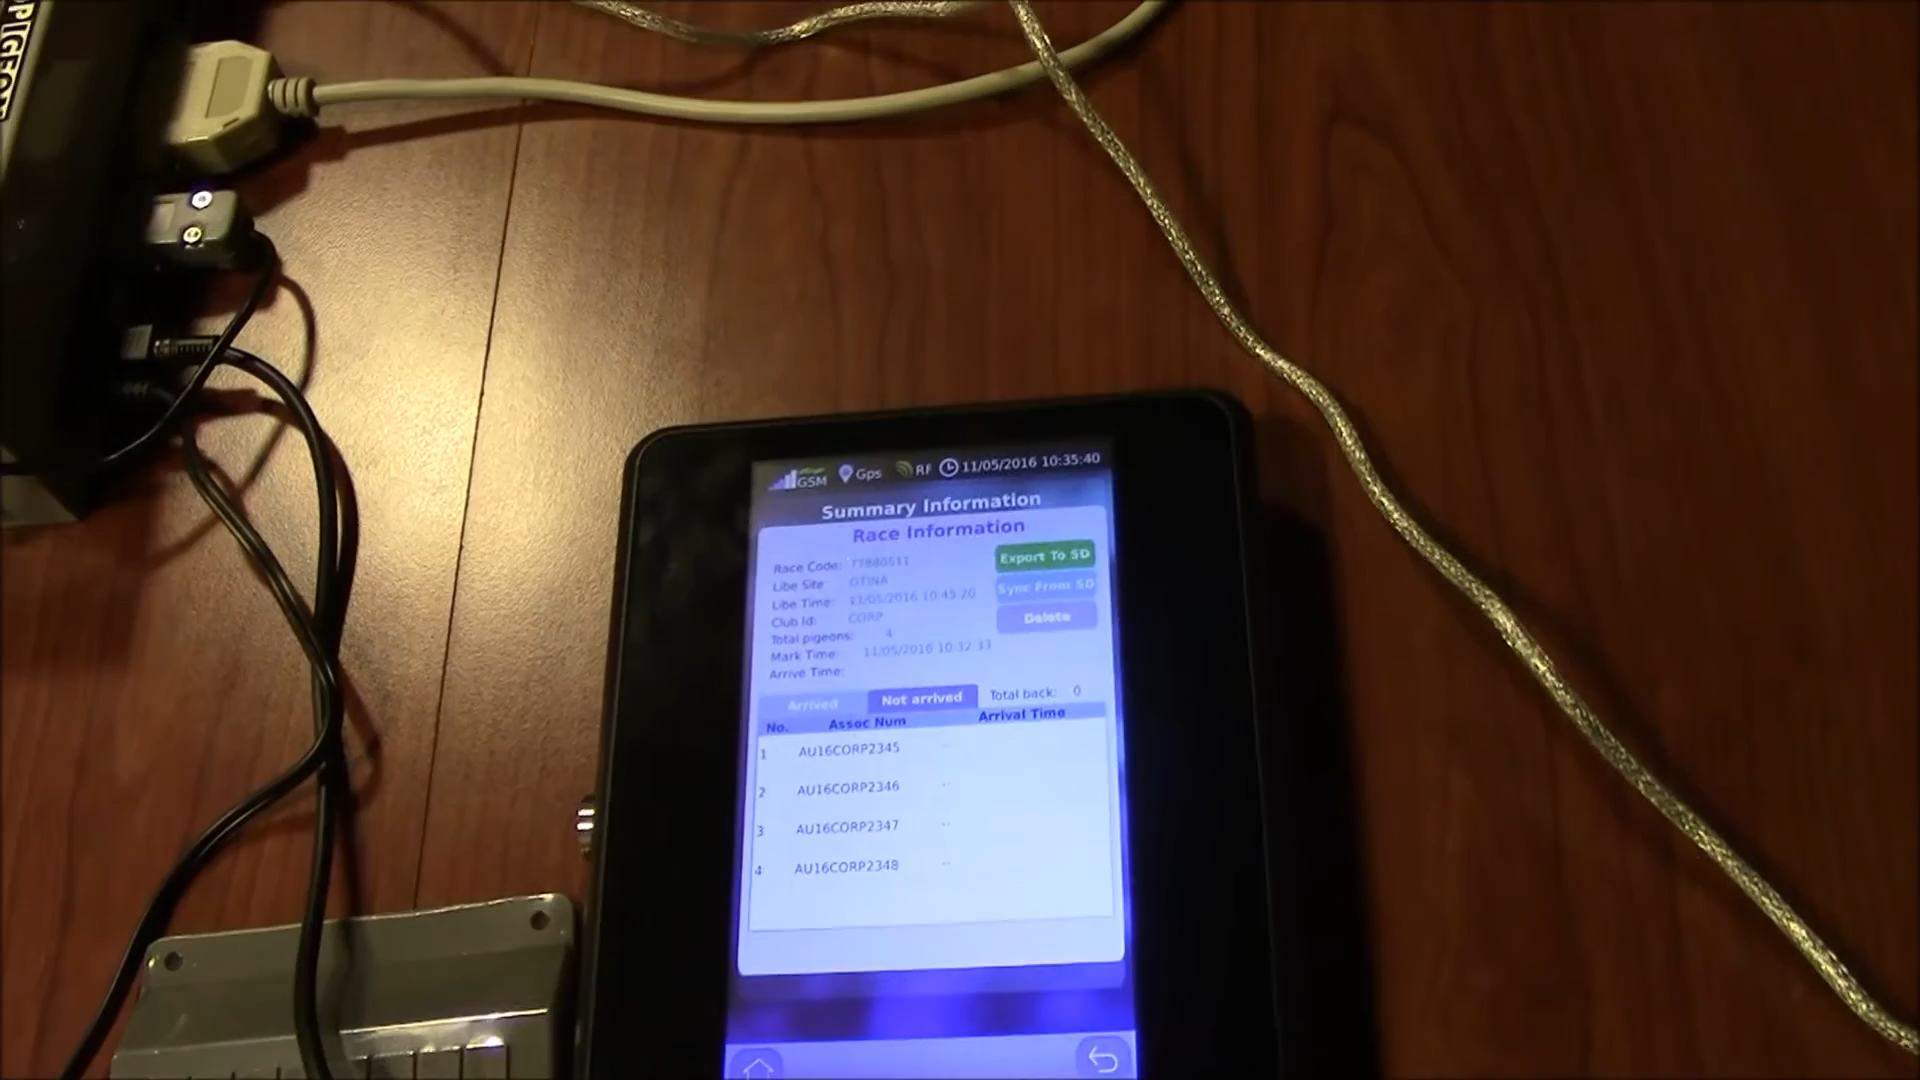 GSM Gps RF 11/05/2016 10:35:40
Summary Information
Race Information
Race Code: 77880511
Export To SD
Libe Site: OTINA
Sync From SD
Libe Time: 11/05/2016 10:45:20
Club Id: CORP
Delete
Total pigeons: 4
Mark Time: 11/05/2016 10:32:33
Arrive Time:
Arrived Not arrived Total back: 0
No. Assoc Num Arrival Time
1 AU16CORP2345 --
2 AU16CORP2346 --
3 AU16CORP2347 --
4 AU16CORP2348 --